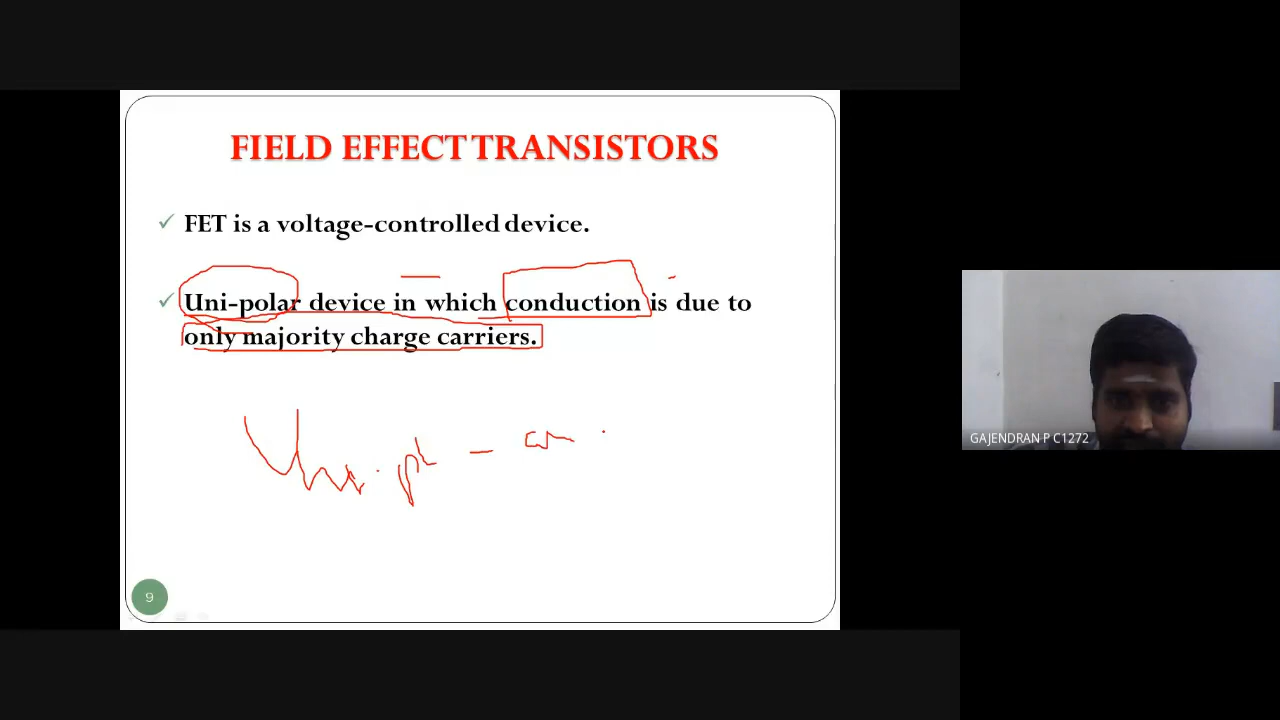 FIELD EFFECT TRANSISTORS
✓ FET is a voltage-controlled device.
✓ Uni-polar device in which conduction is due to
only majority charge carriers.
9
GAJENDRAN P C1272